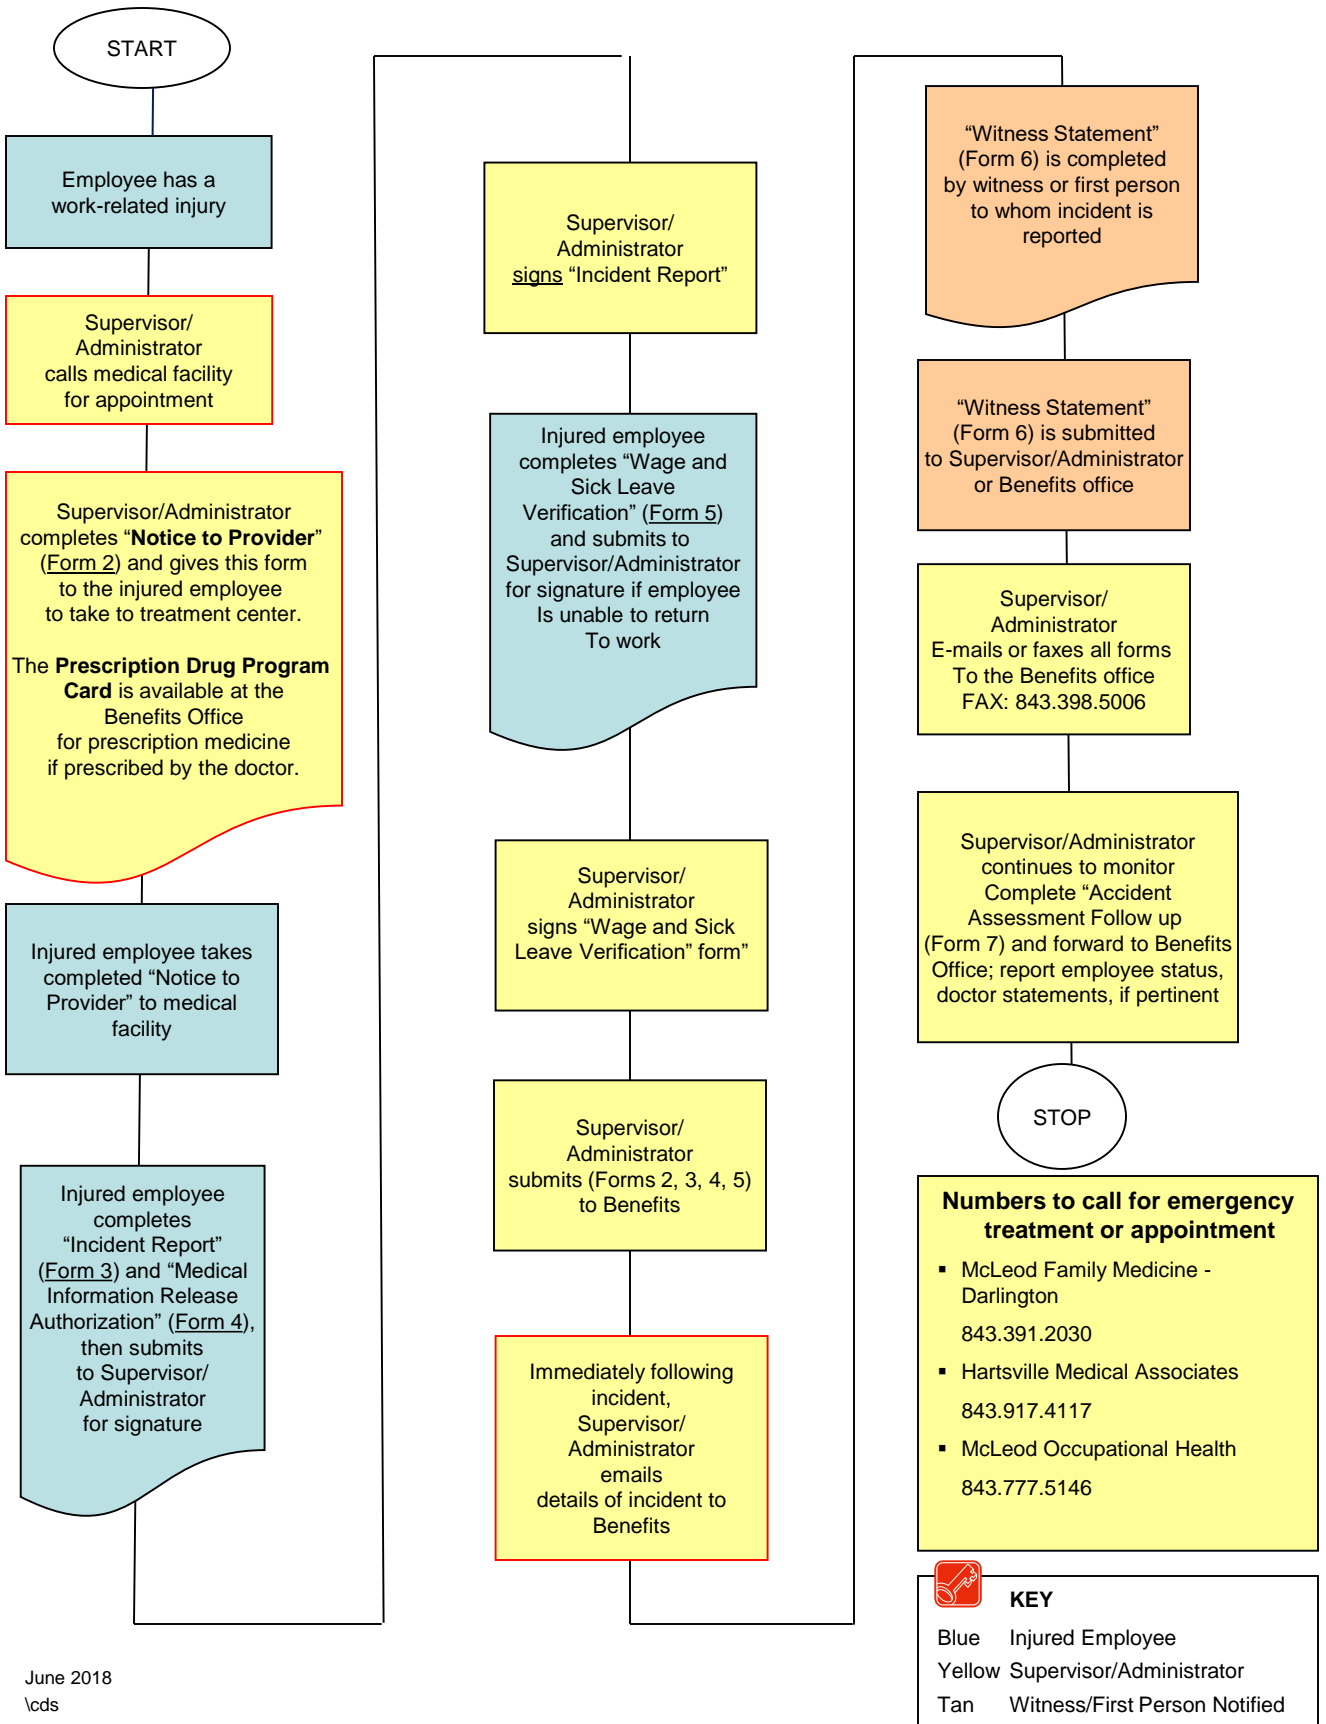 START
Employee has a
work-related injury
Supervisor/
Administrator
calls medical facility
for appointment
Supervisor/Administrator
completes “Notice to Provider”
(Form 2) and gives this form
to the injured employee
to take to treatment center.
The Prescription Drug Program
Card is available at the
Benefits Office
for prescription medicine
if prescribed by the doctor.
Injured employee takes
completed “Notice to
Provider” to medical
facility
Injured employee
completes
“Incident Report”
(Form 3) and “Medical
Information Release
Authorization” (Form 4),
then submits
to Supervisor/
Administrator
for signature
Supervisor/
Administrator
signs “Incident Report”
Injured employee
completes “Wage and
Sick Leave
Verification” (Form 5)
and submits to
Supervisor/Administrator
for signature if employee
Is unable to return
To work
Supervisor/
Administrator
signs “Wage and Sick
Leave Verification” form”
Supervisor/
Administrator
submits (Forms 2, 3, 4, 5)
to Benefits
Immediately following
incident,
Supervisor/
Administrator
emails
details of incident to
Benefits
“Witness Statement”
(Form 6) is completed
by witness or first person
to whom incident is
reported
“Witness Statement”
(Form 6) is submitted
to Supervisor/Administrator
or Benefits office
Supervisor/
Administrator
E-mails or faxes all forms
To the Benefits office
FAX: 843.398.5006
Supervisor/Administrator
continues to monitor
Complete “Accident
Assessment Follow up
(Form 7) and forward to Benefits
Office; report employee status,
doctor statements, if pertinent
STOP
Numbers to call for emergency
treatment or appointment
▪ McLeod Family Medicine -
Darlington
843.391.2030
▪ Hartsville Medical Associates
843.917.4117
▪ McLeod Occupational Health
843.777.5146
KEY
Blue Injured Employee
Yellow Supervisor/Administrator
Tan Witness/First Person Notified
June 2018
\cds